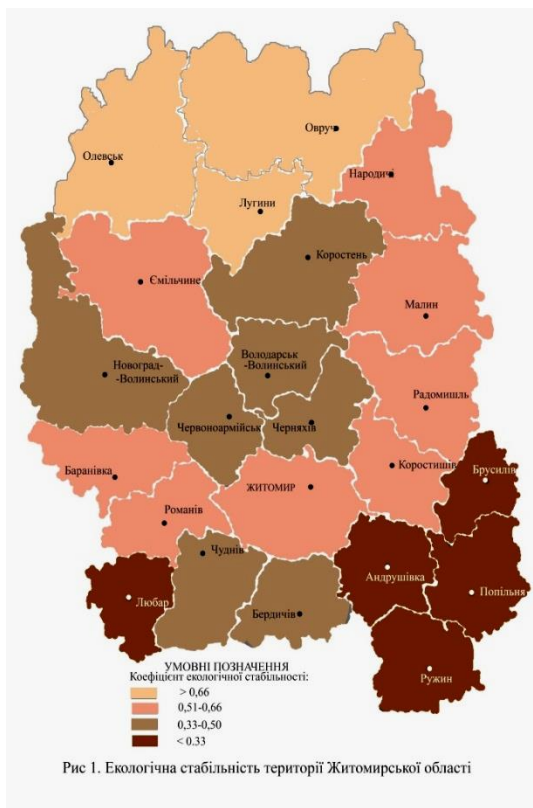 Овруч
Олевськ
Народичі
Лугини
Коростень
Ємільчине
Малин
Володарськ
-Волинський
Новоград-
-Волинський
Радомишль
Червоноармійськ
Черняхів
Коростишів
Баранівка
Брусилів
ЖИТОМИР
Романів
Чуднів
Андрушівка
Попільня
Любар
Бердичів
Ружин
УМОВНІ ПОЗНАЧЕННЯ
Коефіцієнт екологічної стабільності:
> 0,66
0,51-0,66
0,33-0,50
< 0.33
Рис 1. Екологічна стабільність території Житомирської області